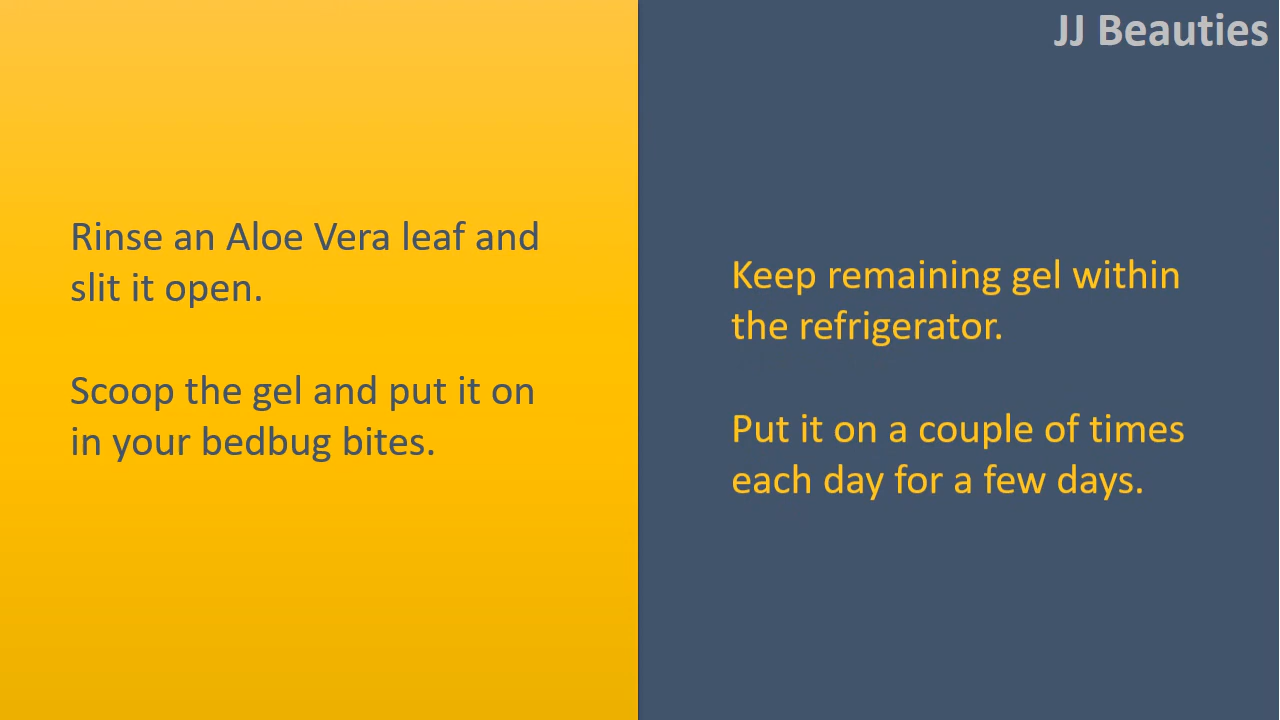 JJ Beauties
Rinse an Aloe Vera leaf and
slit it open.
Scoop the gel and put it on
in your bedbug bites.
Keep remaining gel within
the refrigerator.
Put it on a couple of times
each day for a few days.